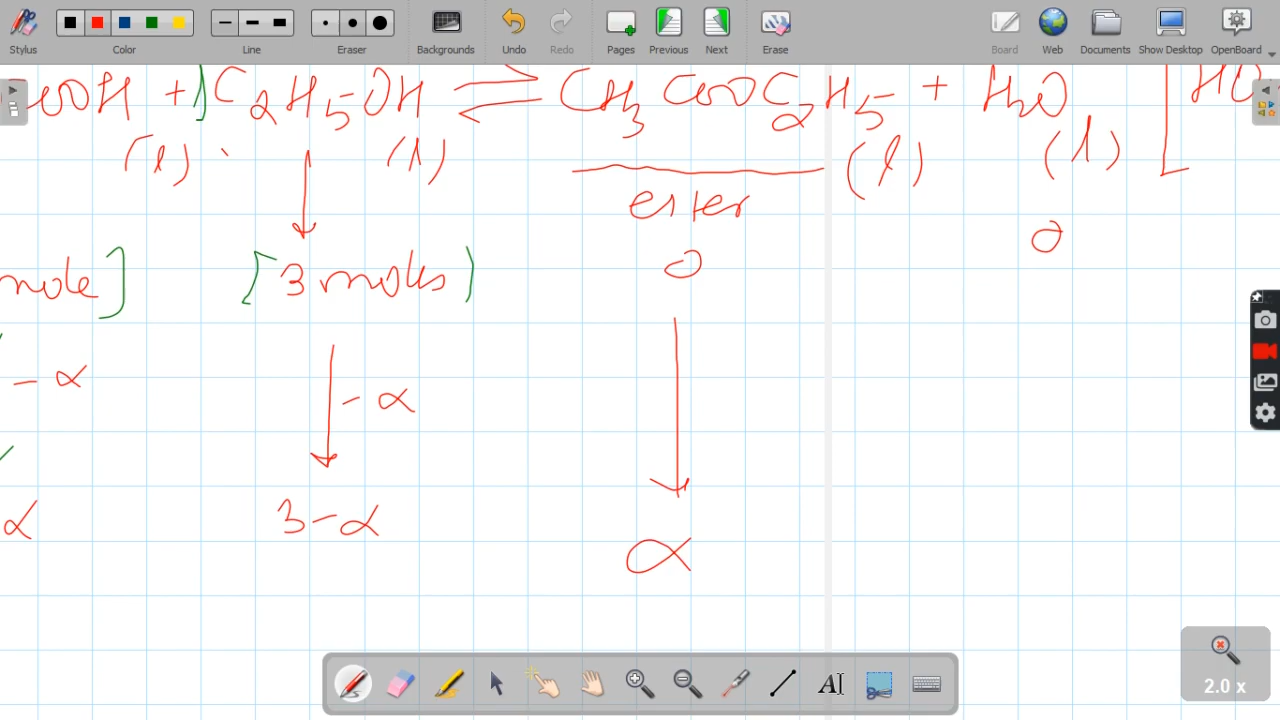 Stylus Color Line Eraser Backgrounds Undo Redo Pages Previous Next Erase Board Web Documents Show Desktop OpenBoard
COOH + C2H5OH ⇌ CH3COOC2H5 + H2O
(l) (l) (l) (l)
ester
mole] [3 moles] 0 0
- α - α
α 3-α α
2.0 x